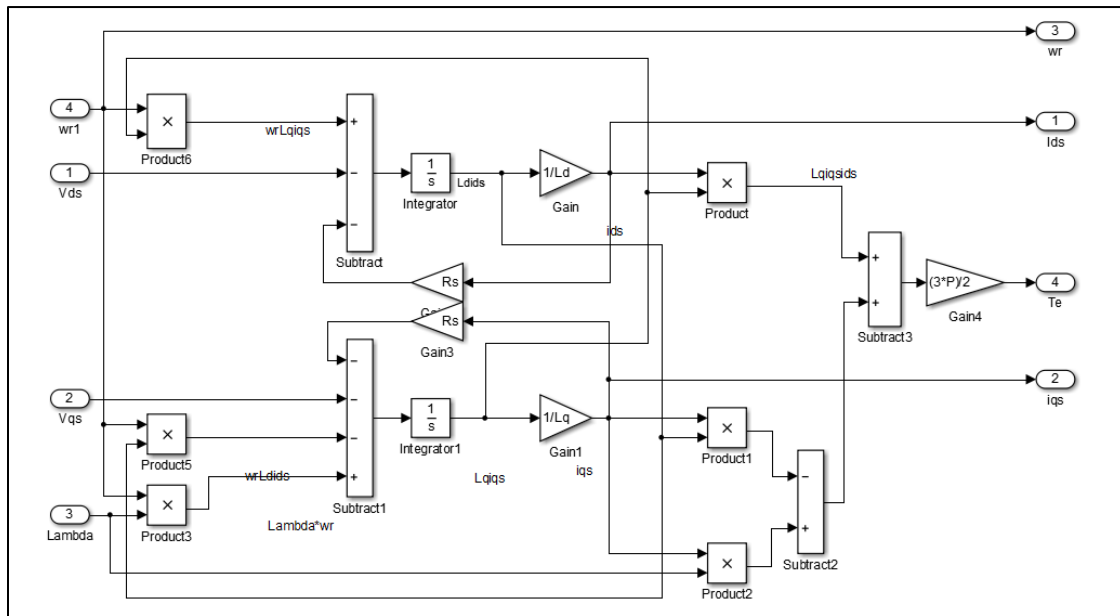 3
wr
4
wr1
×
Product6
wrLqiqs
+
−
−
Subtract
1
Vds
1
s
Integrator
Ldids
1/Ld
Gain
ids
×
Product
Lqiqsids
1
Ids
Rs
Rs
Gain3
+
+
Subtract3
(3*P)/2
Gain4
4
Te
2
Vqs
−
−
−
+
Subtract1
1
s
Integrator1
Lqiqs
1/Lq
Gain1
iqs
2
iqs
×
Product5
wrLdids
×
Product3
Lambda*wr
3
Lambda
×
Product1
−
+
Subtract2
×
Product2